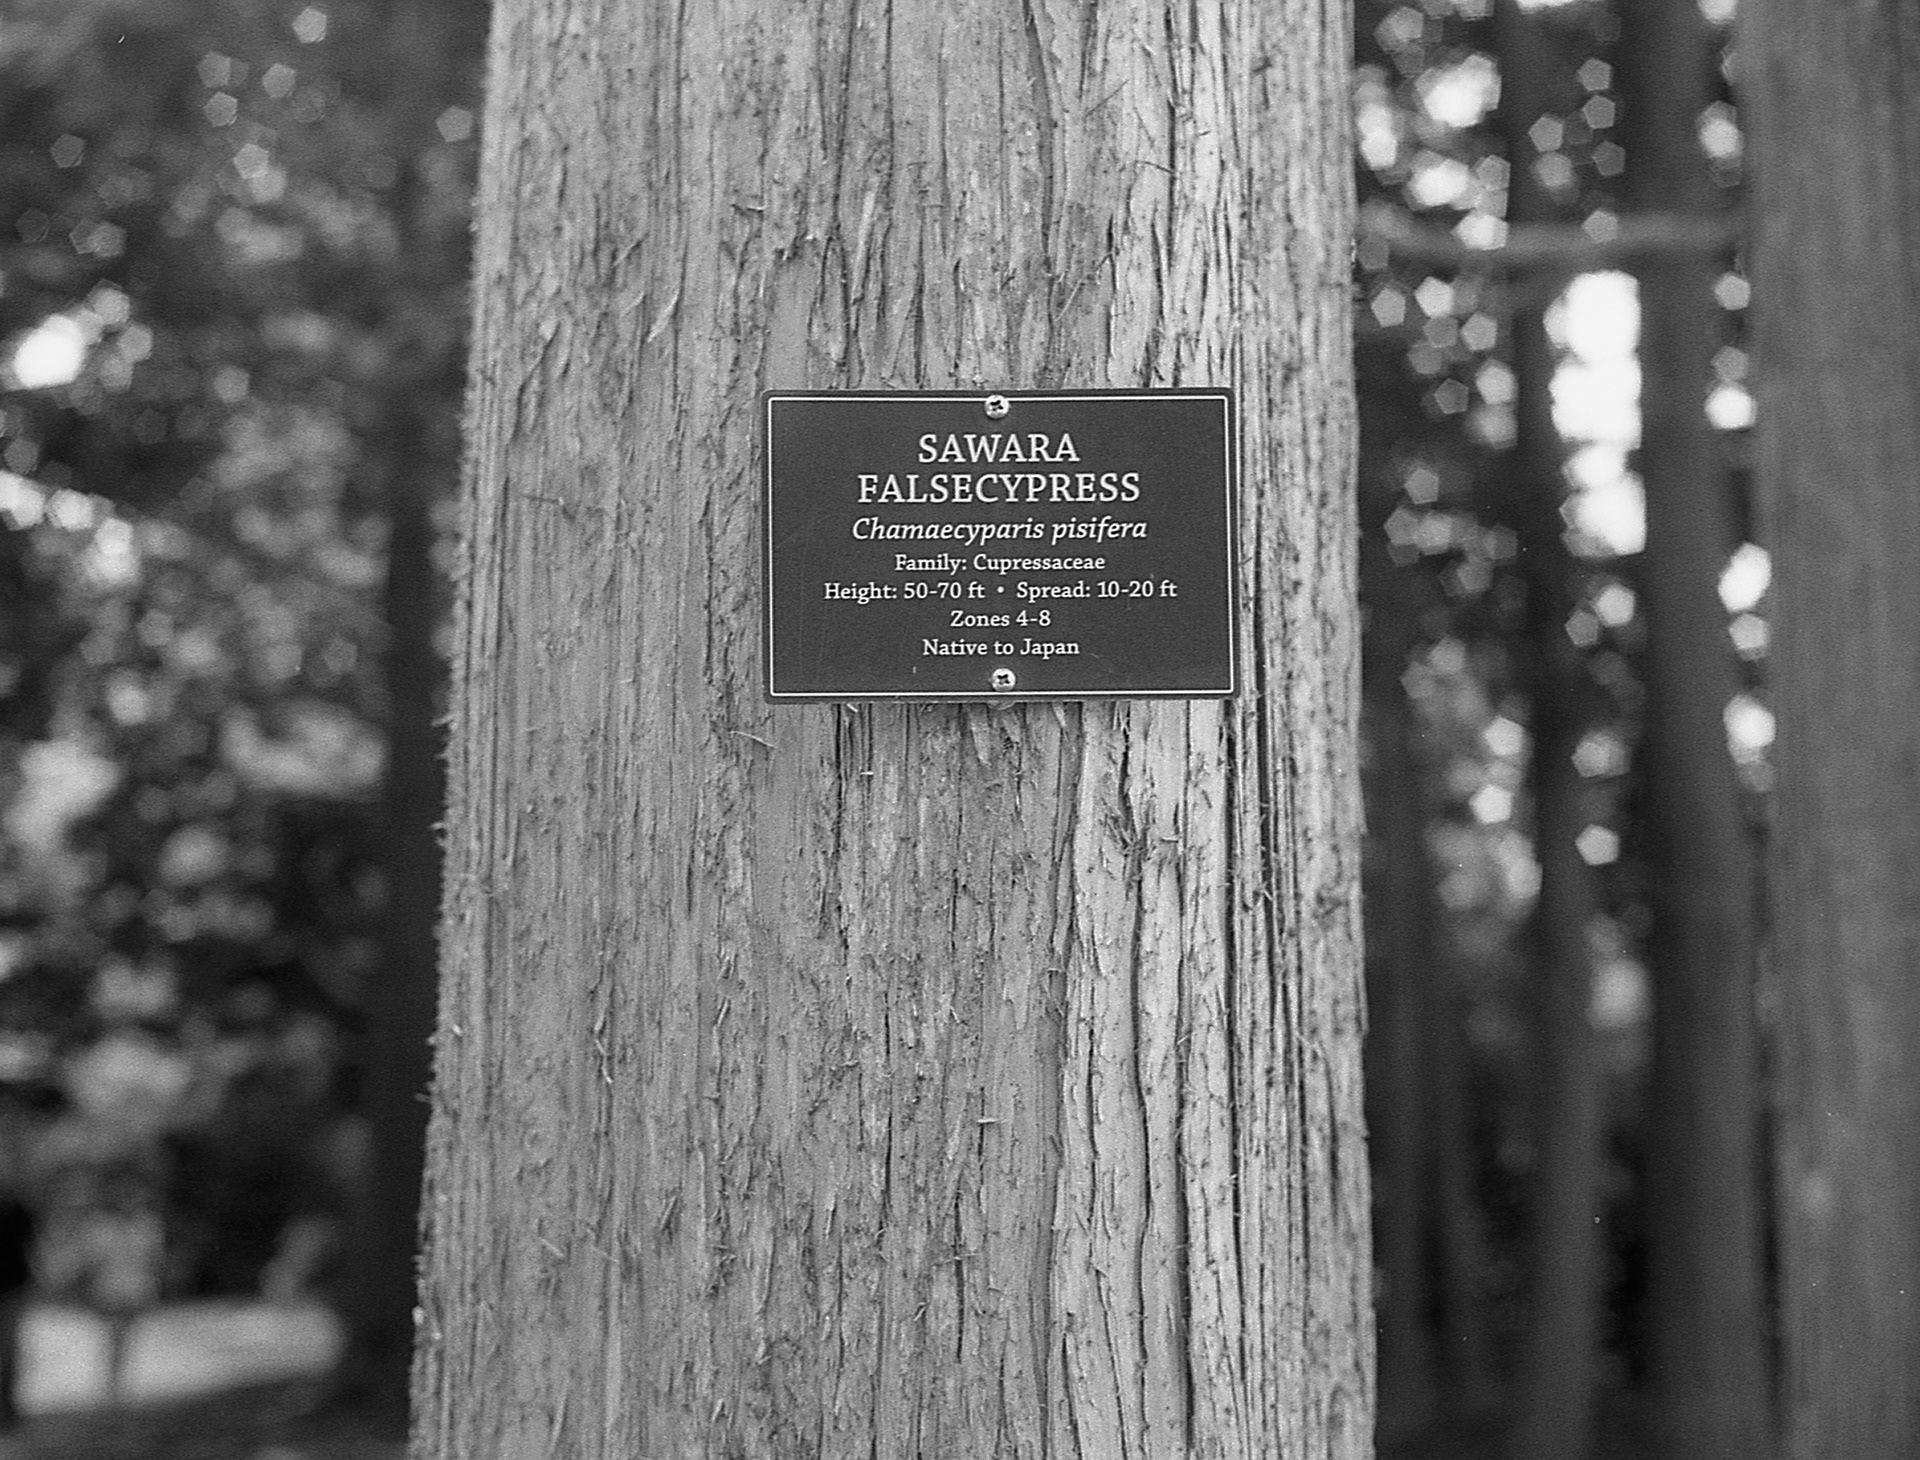 SAWARA
FALSECYPRESS
Chamaecyparis pisifera
Family: Cupressaceae
Height: 50-70 ft • Spread: 10-20 ft
Zones 4-8
Native to Japan